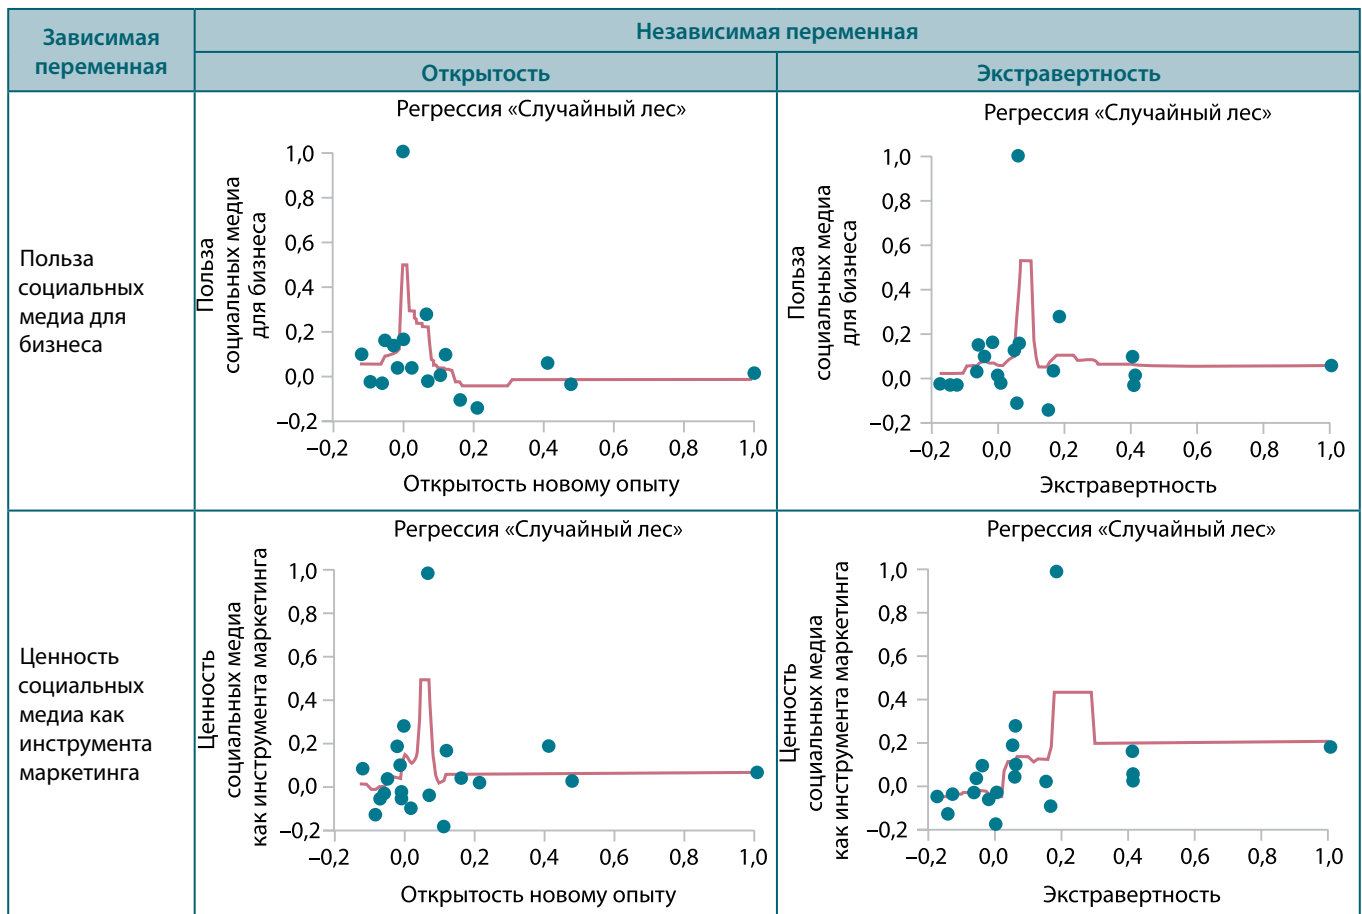 Зависимая
переменная
Независимая переменная
Открытость
Экстравертность
Польза
социальных
медиа для
бизнеса
Регрессия «Случайный лес»
Польза
социальных медиа
для бизнеса
1,0
0,8
0,6
0,4
0,2
0,0
–0,2
–0,2 0,0 0,2 0,4 0,6 0,8 1,0
Открытость новому опыту
Регрессия «Случайный лес»
Польза
социальных медиа
для бизнеса
1,0
0,8
0,6
0,4
0,2
0,0
–0,2
–0,2 0,0 0,2 0,4 0,6 0,8 1,0
Экстравертность
Ценность
социальных
медиа как
инструмента
маркетинга
Регрессия «Случайный лес»
Ценность
социальных медиа
как инструмента маркетинга
1,0
0,8
0,6
0,4
0,2
0,0
–0,2
–0,2 0,0 0,2 0,4 0,6 0,8 1,0
Открытость новому опыту
Регрессия «Случайный лес»
Ценность
социальных медиа
как инструмента маркетинга
1,0
0,8
0,6
0,4
0,2
0,0
–0,2
–0,2 0,0 0,2 0,4 0,6 0,8 1,0
Экстравертность